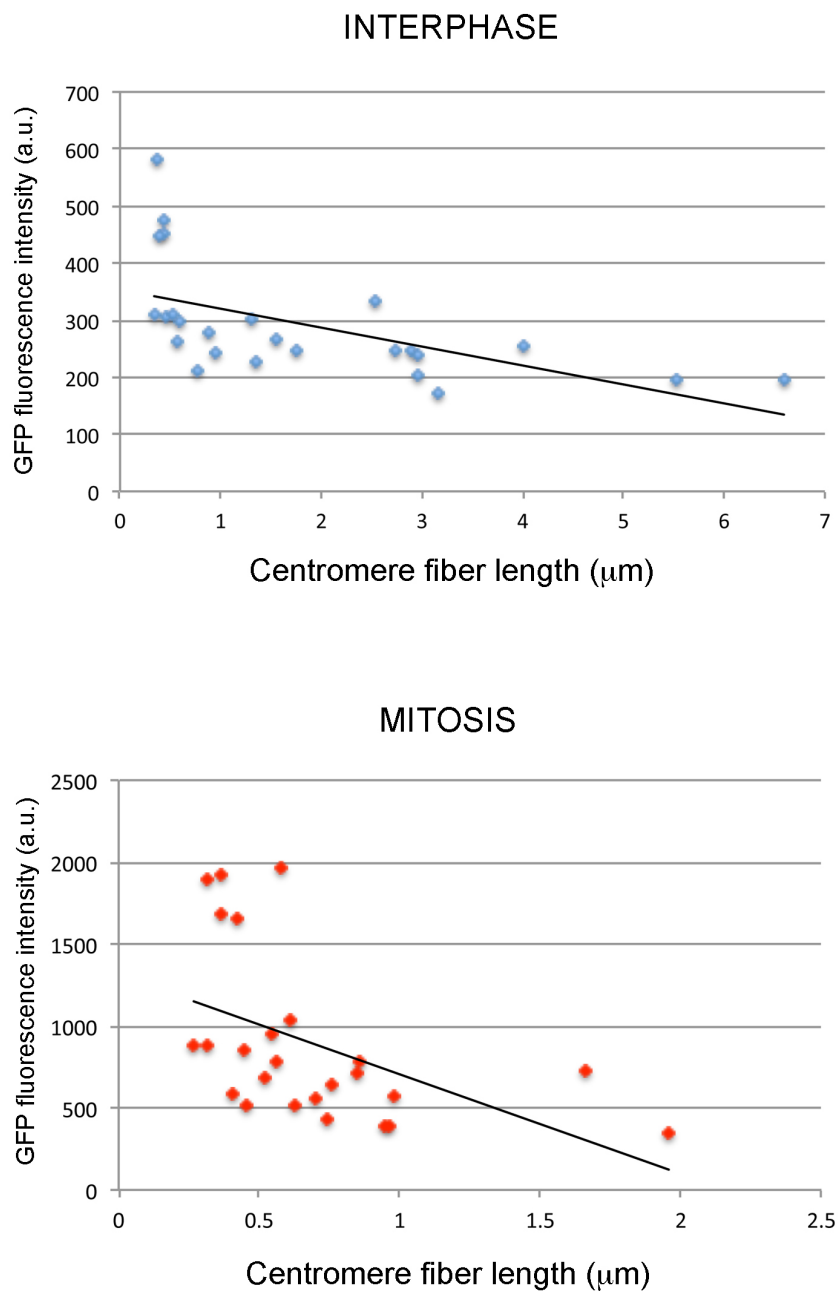 INTERPHASE
GFP fluorescence intensity (a.u.)
700
600
500
400
300
200
100
0
0 1 2 3 4 5 6 7
Centromere fiber length (μm)
MITOSIS
GFP fluorescence intensity (a.u.)
2500
2000
1500
1000
500
0
0 0.5 1 1.5 2 2.5
Centromere fiber length (μm)